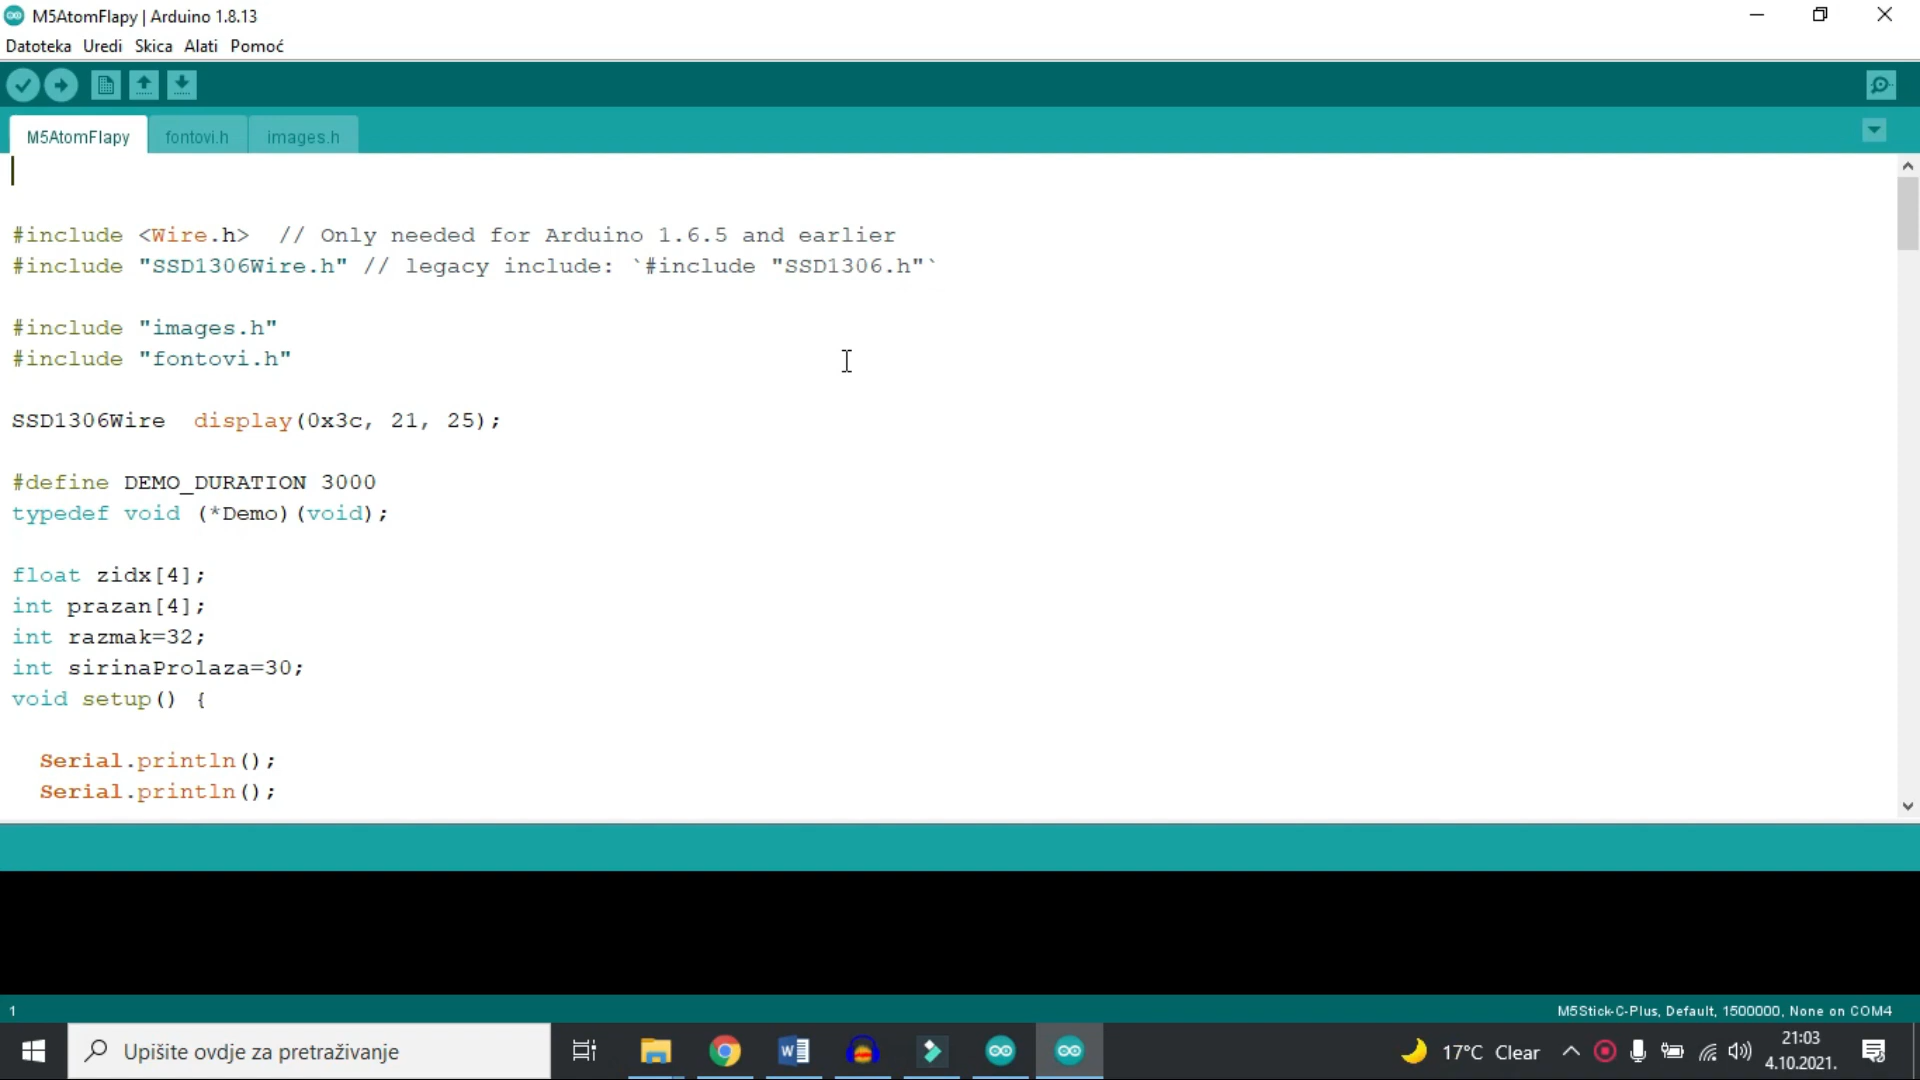 M5AtomFlapy | Arduino 1.8.13
Datoteka Uredi Skica Alati Pomoć
M5AtomFlapy fontovi.h images.h
#include <Wire.h>  // Only needed for Arduino 1.6.5 and earlier
#include "SSD1306Wire.h" // legacy include: `#include "SSD1306.h"`
#include "images.h"
#include "fontovi.h"
SSD1306Wire  display(0x3c, 21, 25);
#define DEMO_DURATION 3000
typedef void (*Demo)(void);
float zidx[4];
int prazan[4];
int razmak=32;
int sirinaProlaza=30;
void setup() {
Serial.println();
Serial.println();
1 M5Stick-C-Plus, Default, 1500000, None on COM4
Upišite ovdje za pretraživanje
17°C Clear
21:03
4.10.2021.